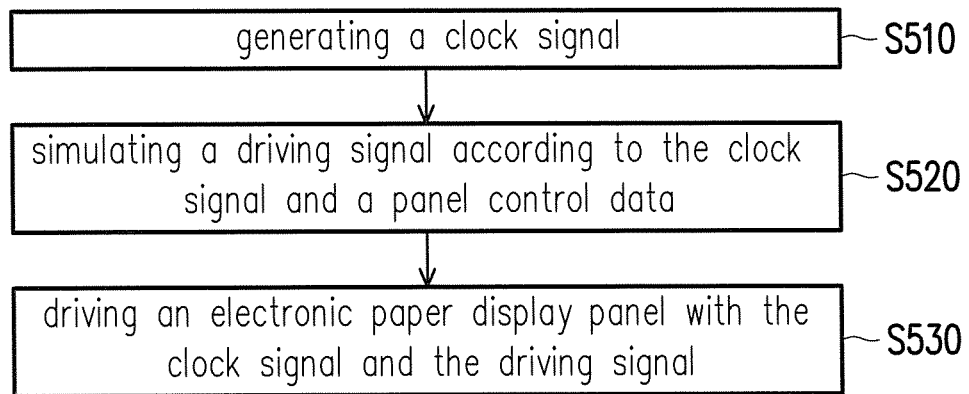 generating a clock signal
S510
simulating a driving signal according to the clock
signal and a panel control data
S520
driving an electronic paper display panel with the
clock signal and the driving signal
S530